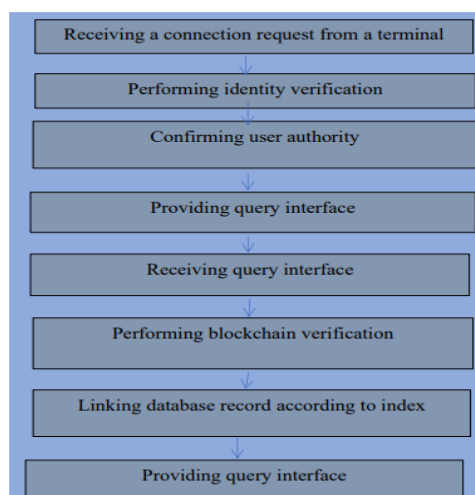 Receiving a connection request from a terminal
Performing identity verification
Confirming user authority
Providing query interface
Receiving query interface
Performing blockchain verification
Linking database record according to index
Providing query interface